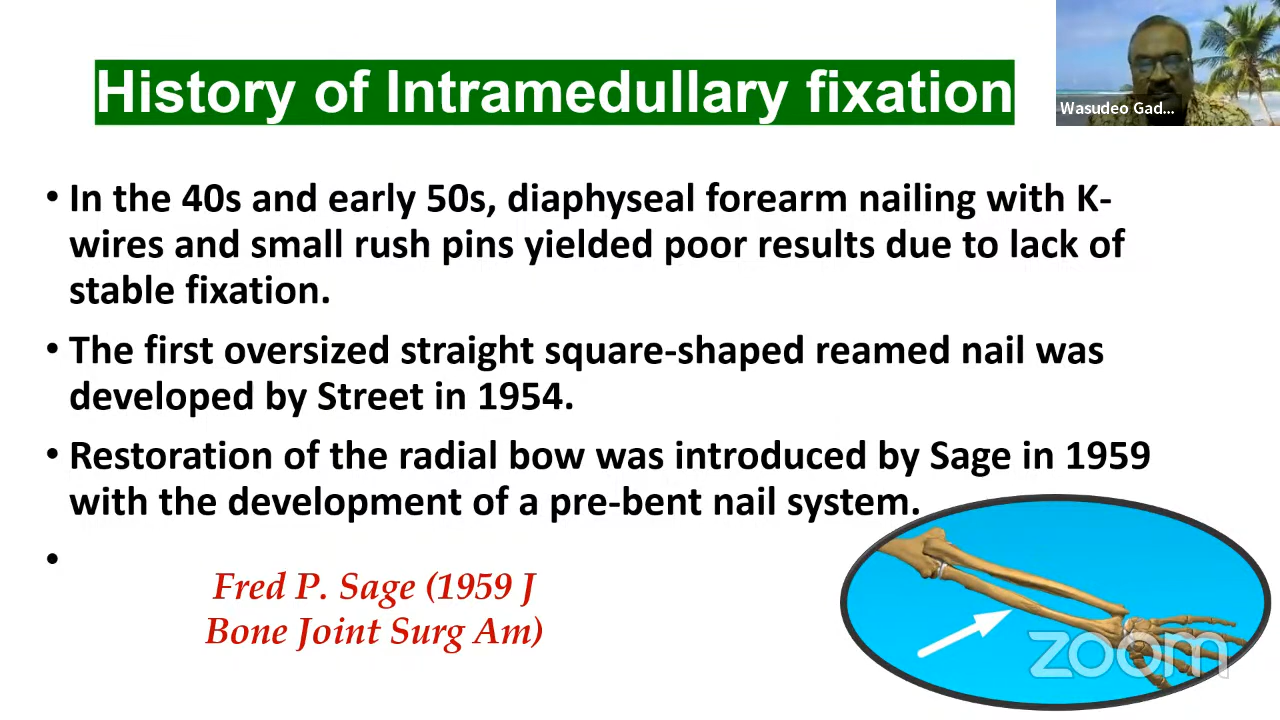 History of Intramedullary fixation
Wasudeo Gad...
• In the 40s and early 50s, diaphyseal forearm nailing with K-
wires and small rush pins yielded poor results due to lack of
stable fixation.
• The first oversized straight square-shaped reamed nail was
developed by Street in 1954.
• Restoration of the radial bow was introduced by Sage in 1959
with the development of a pre-bent nail system.
•
Fred P. Sage (1959 J
Bone Joint Surg Am)
zoom